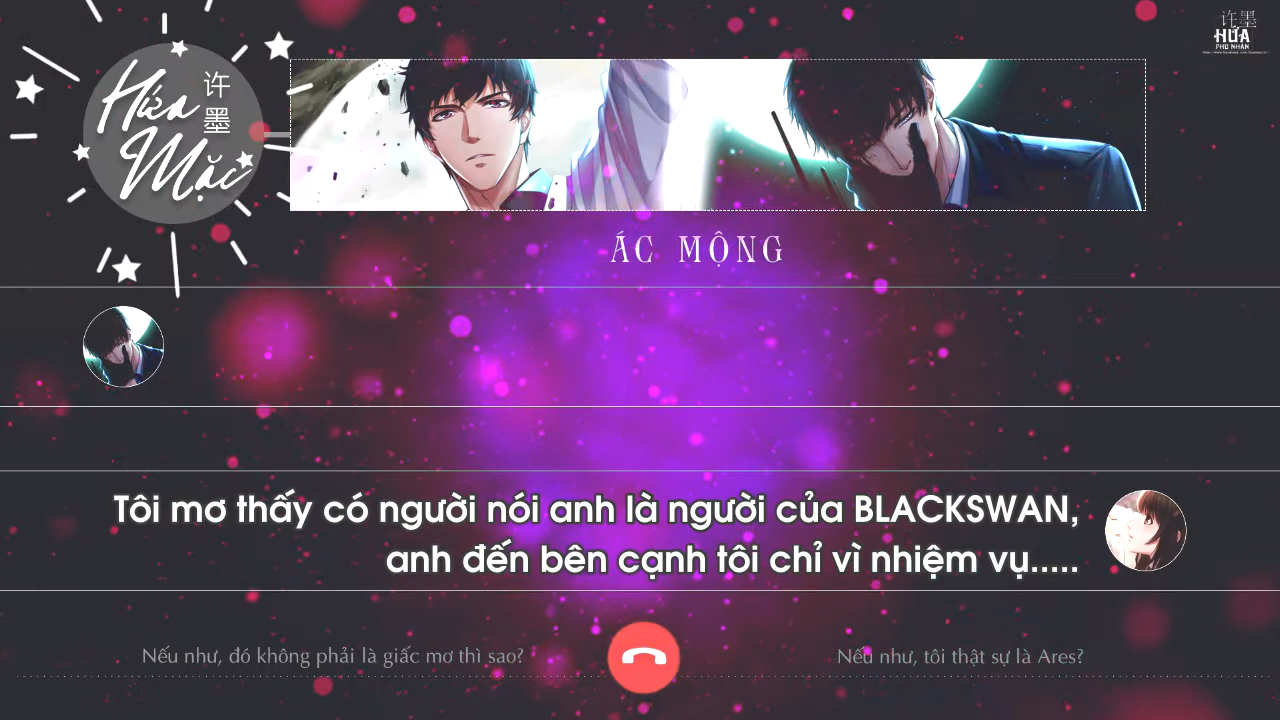 许墨
HỨA
PHU NHÂN
Hứa
Mặc
许
墨
ÁC MỘNG
Tôi mơ thấy có người nói anh là người của BLACKSWAN,
anh đến bên cạnh tôi chỉ vì nhiệm vụ.....
Nếu như, đó không phải là giấc mơ thì sao?
Nếu như, tôi thật sự là Ares?